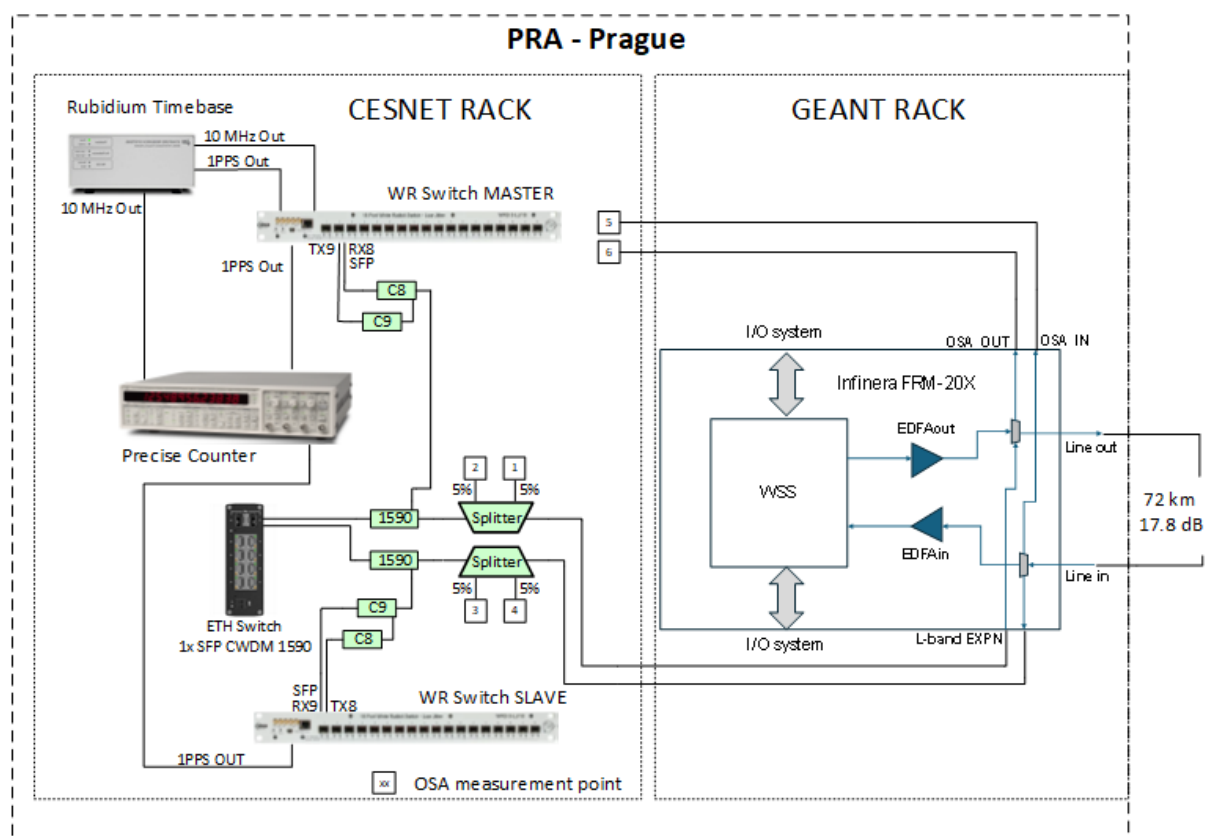 PRA - Prague
CESNET RACK
GEANT RACK
Rubidium Timebase
10 MHz Out
1PPS Out
10 MHz Out
WR Switch MASTER
TX9
RX8
SFP
1PPS Out
C8
C9
5
6
I/O system
OSA OUT
OSA IN
Infinera FRM-20X
EDFAout
Line out
WSS
72 km
17.8 dB
EDFAin
Line in
Precise Counter
2
1
5%
5%
1590
Splitter
1590
Splitter
5%
5%
3
4
C9
C8
ETH Switch
1x SFP CWDM 1590
I/O system
L-band EXPN
SFP
RX9
TX8
WR Switch SLAVE
1PPS OUT
xx
OSA measurement point